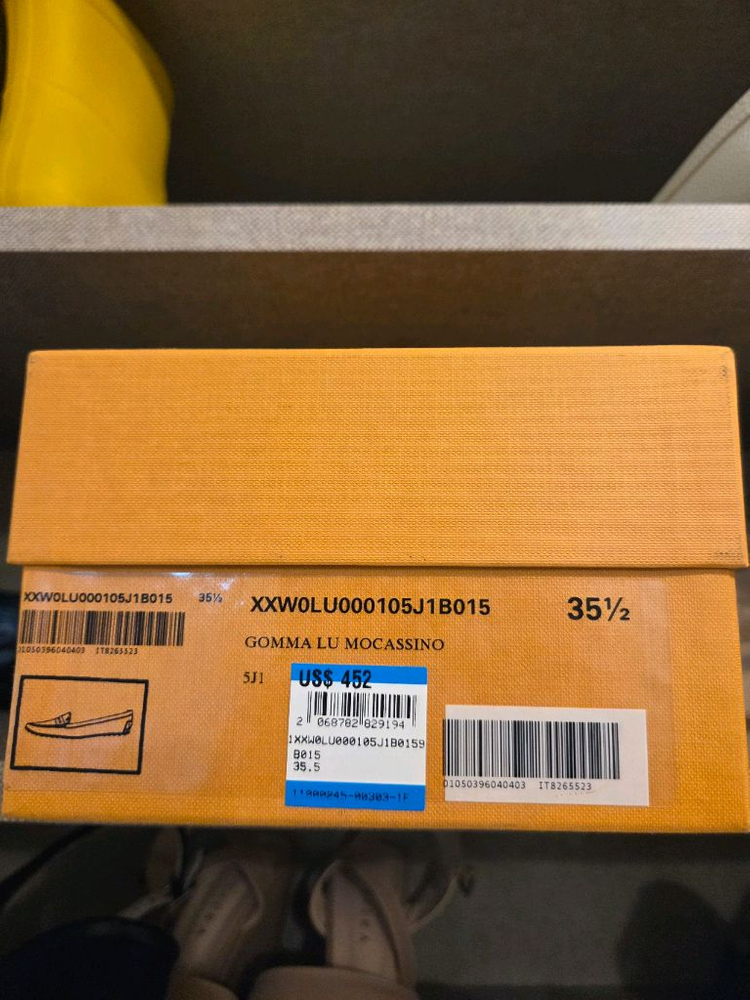 XXW0LU000105J1B015 35½
XXW0LU000105J1B015 35½
GOMMA LU MOCASSINO
01050396040403 IT8265523
5J1
US$ 452
2 068782 829194
1XXW0LU000105J1B0159
B015
35.5
01050396040403 IT8265523